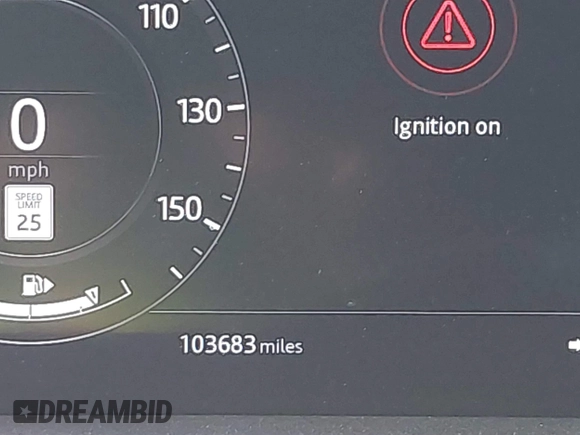 110
130
Ignition on
0
mph
SPEED
LIMIT
25
150
103683 miles
DREAMBID